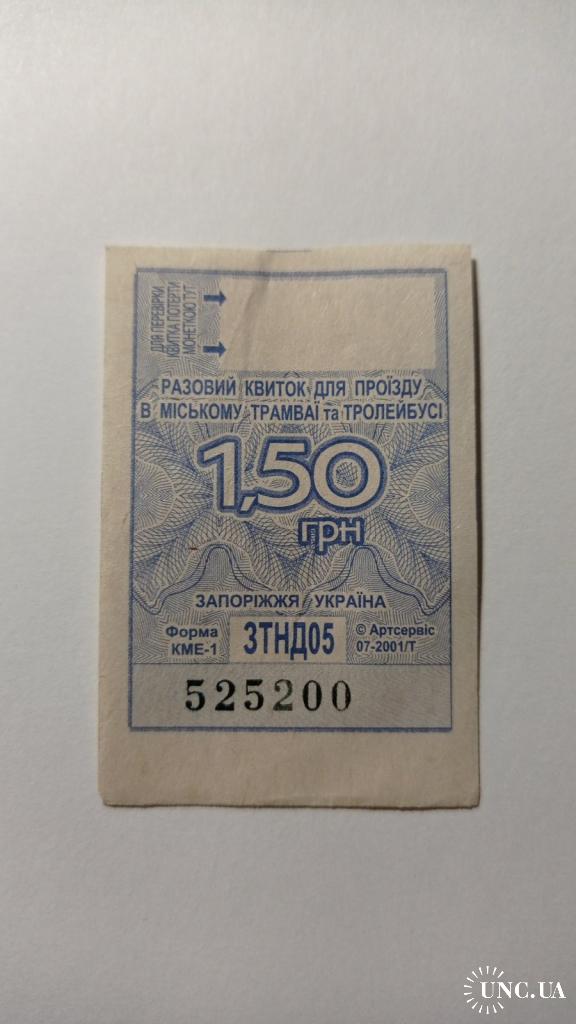 ДЛЯ ПЕРЕВІРКИ
КВИТКА ПОТЕРТИ
МОНЕТКОЮ ТУТ
РАЗОВИЙ КВИТОК ДЛЯ ПРОЇЗДУ
В МІСЬКОМУ ТРАМВАЇ та ТРОЛЕЙБУСІ
1,50
грн
ЗАПОРІЖЖЯ УКРАЇНА
Форма
КМЕ-1
ЗТНД05
© Артсервіс
07-2001/Т
525200
UNC.UA